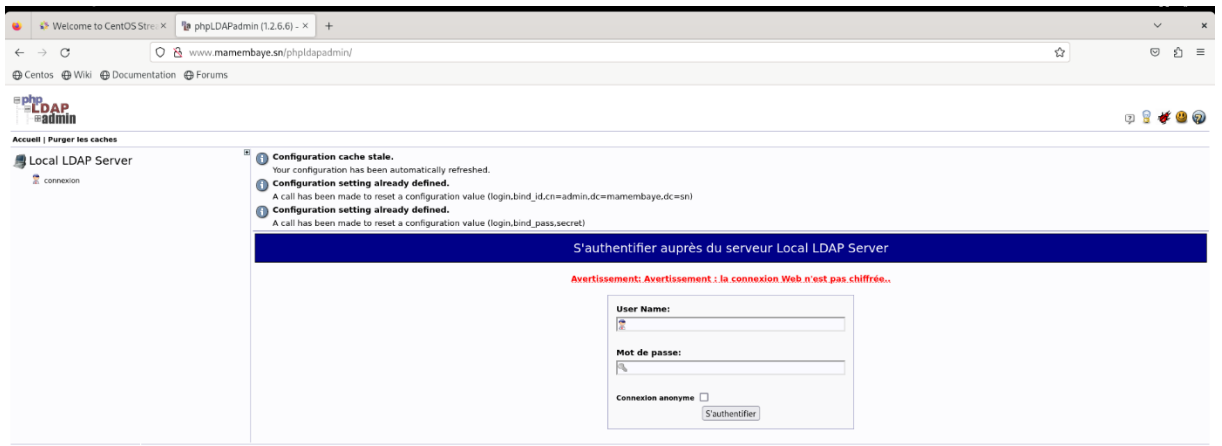 Welcome to CentOS Stre
phpLDAPadmin (1.2.6.6) -
www.mamembaye.sn/phpldapadmin/
Centos Wiki Documentation Forums
php
LDAP
admin
Accueil | Purger les caches
Local LDAP Server
connexion
Configuration cache stale.
Your configuration has been automatically refreshed.
Configuration setting already defined.
A call has been made to reset a configuration value (login,bind_id,cn=admin,dc=mamembaye,dc=sn)
Configuration setting already defined.
A call has been made to reset a configuration value (login,bind_pass,secret)
S'authentifier auprès du serveur Local LDAP Server
Avertissement: Avertissement : la connexion Web n'est pas chiffrée..
User Name:
Mot de passe:
Connexion anonyme
S'authentifier